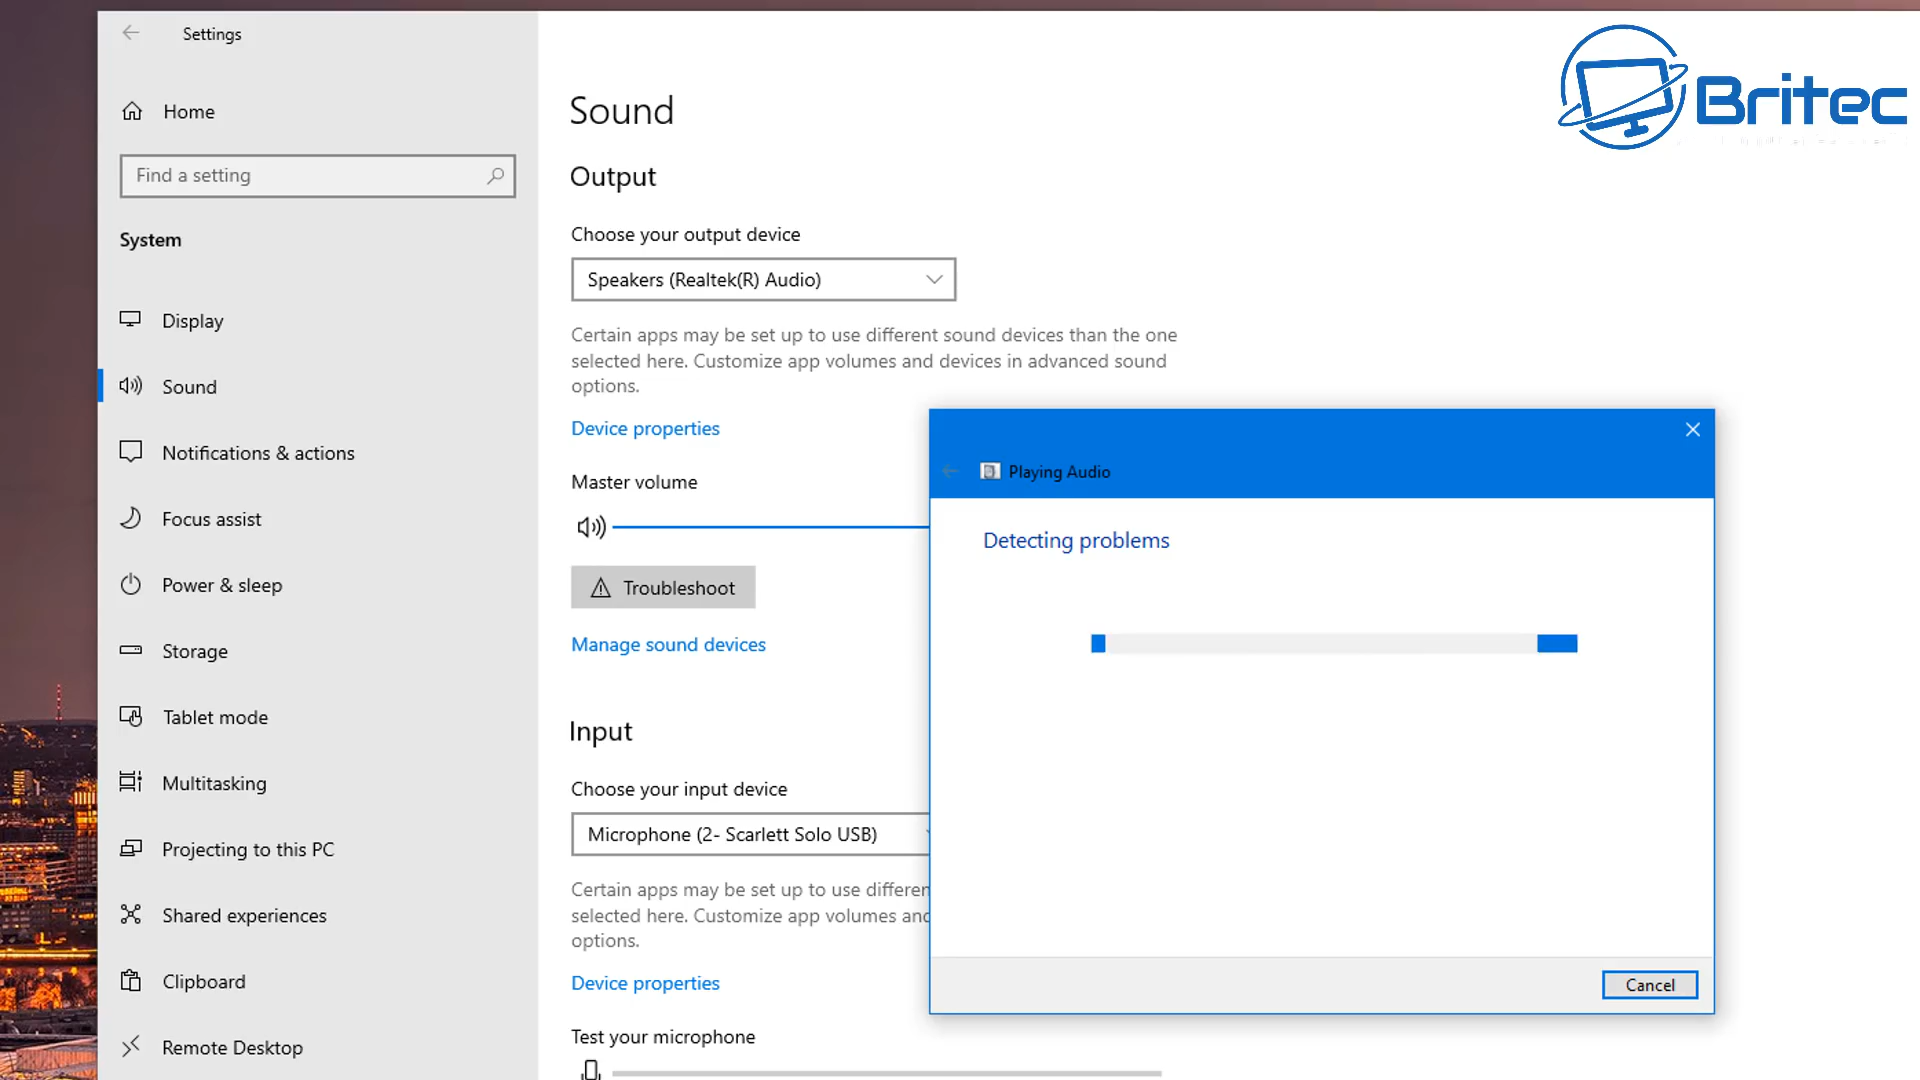 Settings
Home
Find a setting
System
Display
Sound
Notifications & actions
Focus assist
Power & sleep
Storage
Tablet mode
Multitasking
Projecting to this PC
Shared experiences
Clipboard
Remote Desktop
Sound
Output
Choose your output device
Speakers (Realtek(R) Audio)
Certain apps may be set up to use different sound devices than the one
selected here. Customize app volumes and devices in advanced sound
options.
Device properties
Master volume
Troubleshoot
Manage sound devices
Input
Choose your input device
Microphone (2- Scarlett Solo USB)
Certain apps may be set up to use differen
selected here. Customize app volumes and
options.
Device properties
Test your microphone
Playing Audio
Detecting problems
Cancel
Britec